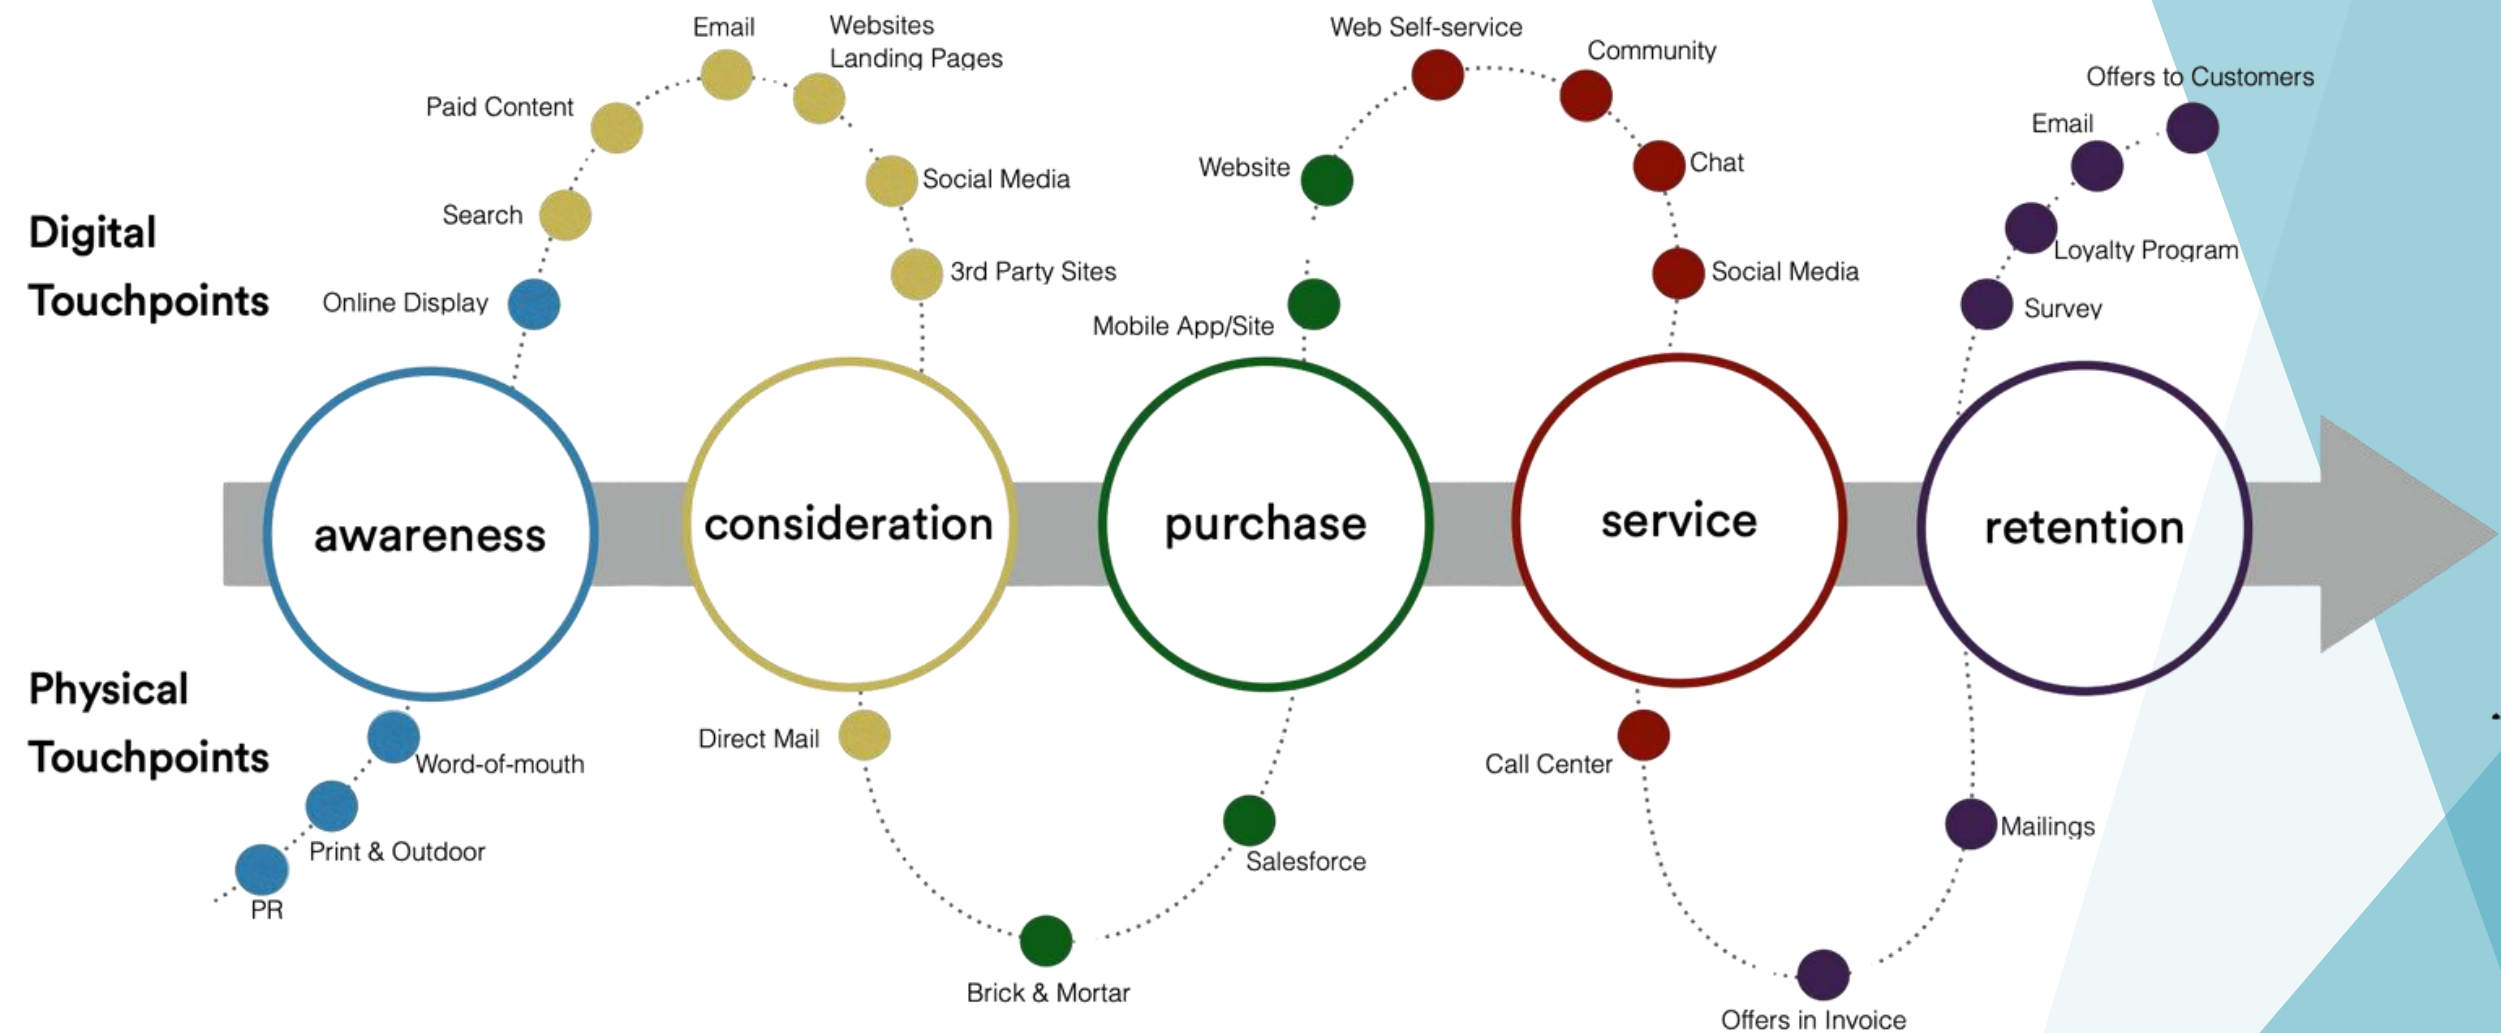 Email
Websites
Landing Pages
Web Self-service
Community
Offers to Customers
Paid Content
Email
Website
Chat
Social Media
Search
Loyalty Program
Digital
Touchpoints
3rd Party Sites
Social Media
Online Display
Mobile App/Site
Survey
awareness
consideration
purchase
service
retention
Physical
Touchpoints
Word-of-mouth
Direct Mail
Call Center
Print & Outdoor
Salesforce
Mailings
PR
Brick & Mortar
Offers in Invoice